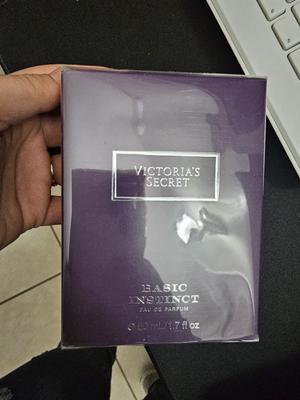 VICTORIA'S
SECRET
BASIC
INSTINCT
EAU DE PARFUM
℮ 50 mL/1.7 fl oz